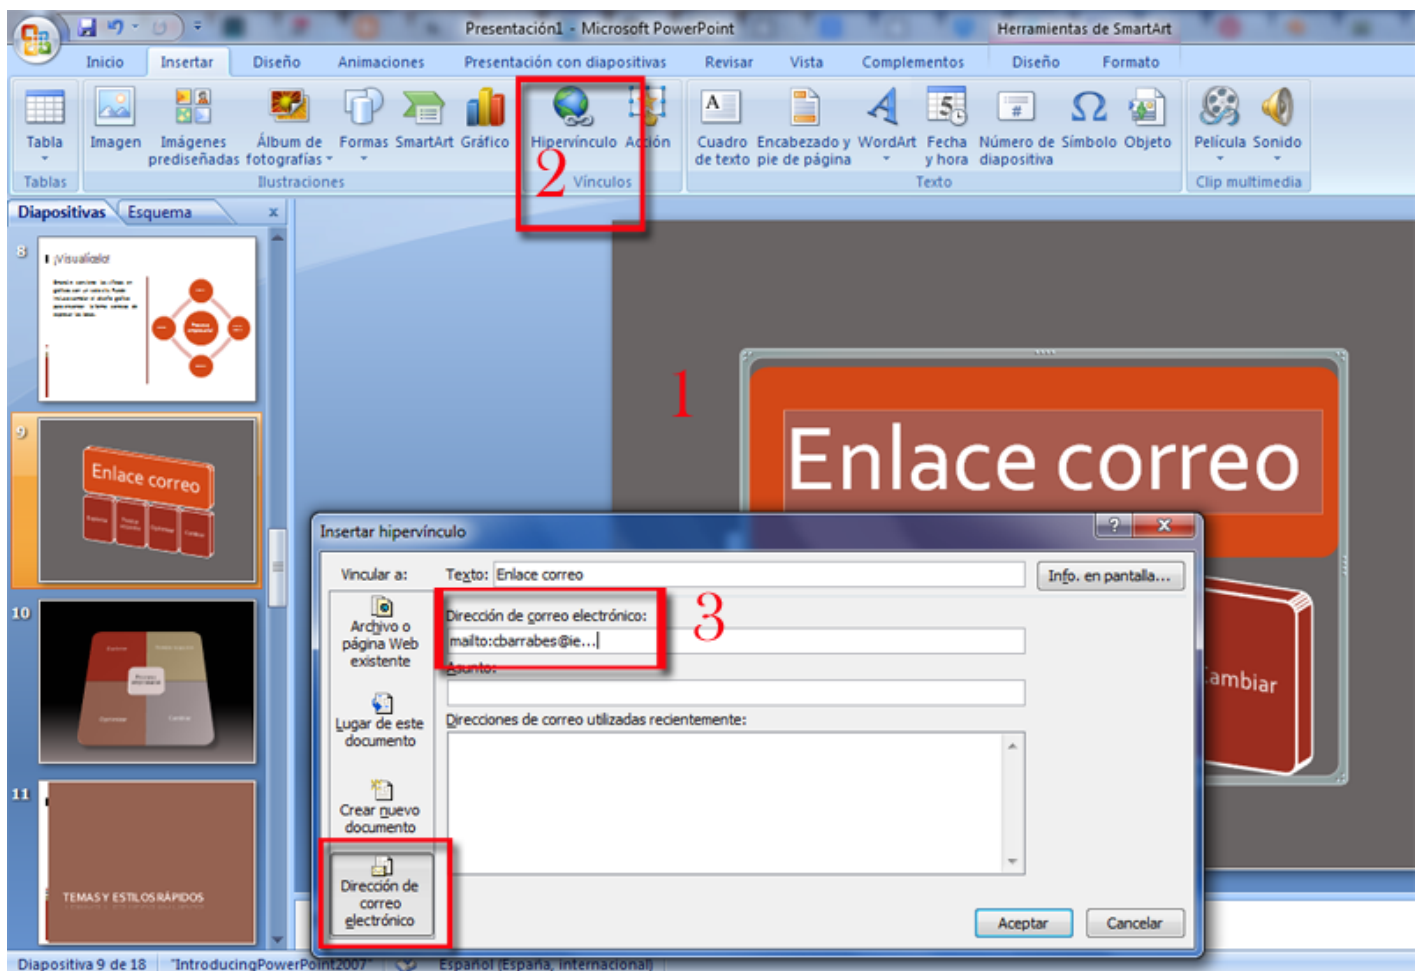 Presentación1 - Microsoft PowerPoint
Herramientas de SmartArt
Inicio Insertar Diseño Animaciones Presentación con diapositivas Revisar Vista Complementos Diseño Formato
Tabla
Imagen
Imágenes
prediseñadas
Álbum de
fotografías
Formas
SmartArt
Gráfico
Hipervínculo
Acción
Cuadro
de texto
Encabezado y
pie de página
WordArt
Fecha
y hora
Número de
diapositiva
Símbolo
Objeto
Película
Sonido
Tablas
Ilustraciones
2
Vínculos
Texto
Clip multimedia
Diapositivas Esquema x
8
¡Visualícelo!
9
Enlace correo
Cambiar
10
11
TEMAS Y ESTILOS RÁPIDOS
1
Enlace correo
Cambiar
Insertar hipervínculo
Vincular a:
Texto: Enlace correo
Info. en pantalla...
Archivo o
página Web
existente
Lugar de este
documento
Crear nuevo
documento
Dirección de
correo
electrónico
Dirección de correo electrónico:
mailto:cbarrabes@ie...
3
Asunto:
Direcciones de correo utilizadas recientemente:
Aceptar Cancelar
Diapositiva 9 de 18 "IntroducingPowerPoint2007" Español (España, internacional)